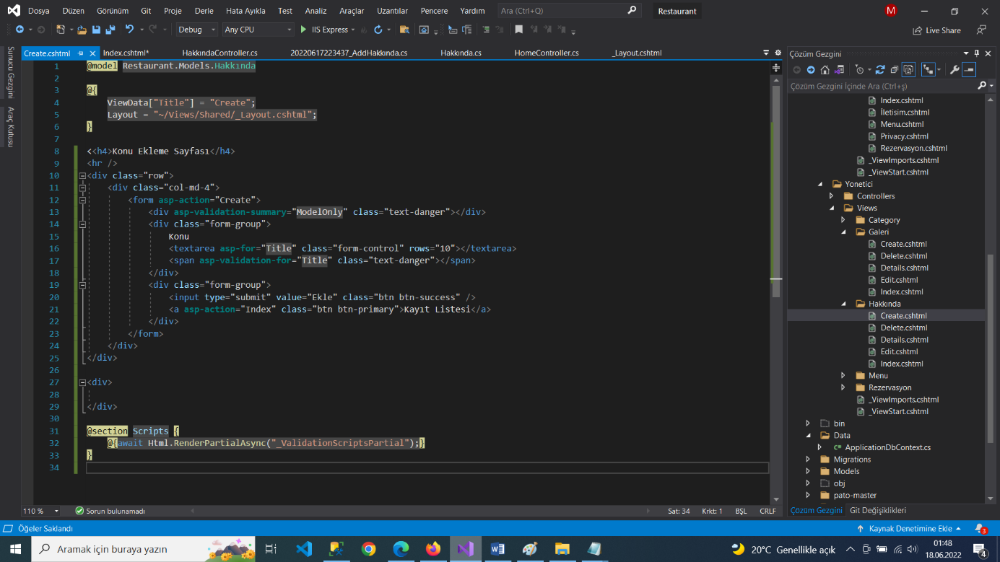 Dosya Düzen Görünüm Git Proje Derle Hata Ayıkla Test Analiz Araçlar Uzantılar Pencere Yardım Ara (Ctrl+Q) Restaurant M
Debug Any CPU IIS Express Live Share
Sunucu Gezgini
Araç Kutusu
Create.cshtml Index.cshtml* HakkındaController.cs 20220617223437_AddHakkında.cs Hakkında.cs HomeController.cs _Layout.cshtml
1 @model Restaurant.Models.Hakkında
2
3 @{
4 ViewData["Title"] = "Create";
5 Layout = "~/Views/Shared/_Layout.cshtml";
6 }
7
8 <<h4>Konu Ekleme Sayfası</h4>
9 <hr />
10 <div class="row">
11 <div class="col-md-4">
12 <form asp-action="Create">
13 <div asp-validation-summary="ModelOnly" class="text-danger"></div>
14 <div class="form-group">
15 Konu
16 <textarea asp-for="Title" class="form-control" rows="10"></textarea>
17 <span asp-validation-for="Title" class="text-danger"></span>
18 </div>
19 <div class="form-group">
20 <input type="submit" value="Ekle" class="btn btn-success" />
21 <a asp-action="Index" class="btn btn-primary">Kayıt Listesi</a>
22 </div>
23 </form>
24 </div>
25 </div>
26
27 <div>
28
29 </div>
30
31 @section Scripts {
32 @{await Html.RenderPartialAsync("_ValidationScriptsPartial");}
33 }
34
110 % Sorun bulunamadı Sat: 34 Krkt: 1 BŞL CRLF
Çözüm Gezgini
Çözüm Gezgini İçinde Ara (Ctrl+ş)
Index.cshtml
İletisim.cshtml
Menu.cshtml
Privacy.cshtml
Rezervasyon.cshtml
_ViewImports.cshtml
_ViewStart.cshtml
Yonetici
Controllers
Views
Category
Galeri
Create.cshtml
Delete.cshtml
Details.cshtml
Edit.cshtml
Index.cshtml
Hakkında
Create.cshtml
Delete.cshtml
Details.cshtml
Edit.cshtml
Index.cshtml
Menu
Rezervasyon
_ViewImports.cshtml
_ViewStart.cshtml
bin
Data
C# ApplicationDbContext.cs
Migrations
Models
obj
pato-master
Çözüm Gezgini Git Değişiklikleri
Öğeler Saklandı Kaynak Denetimine Ekle 3
Aramak için buraya yazın 20°C Genellikle açık 01:48
18.06.2022 4